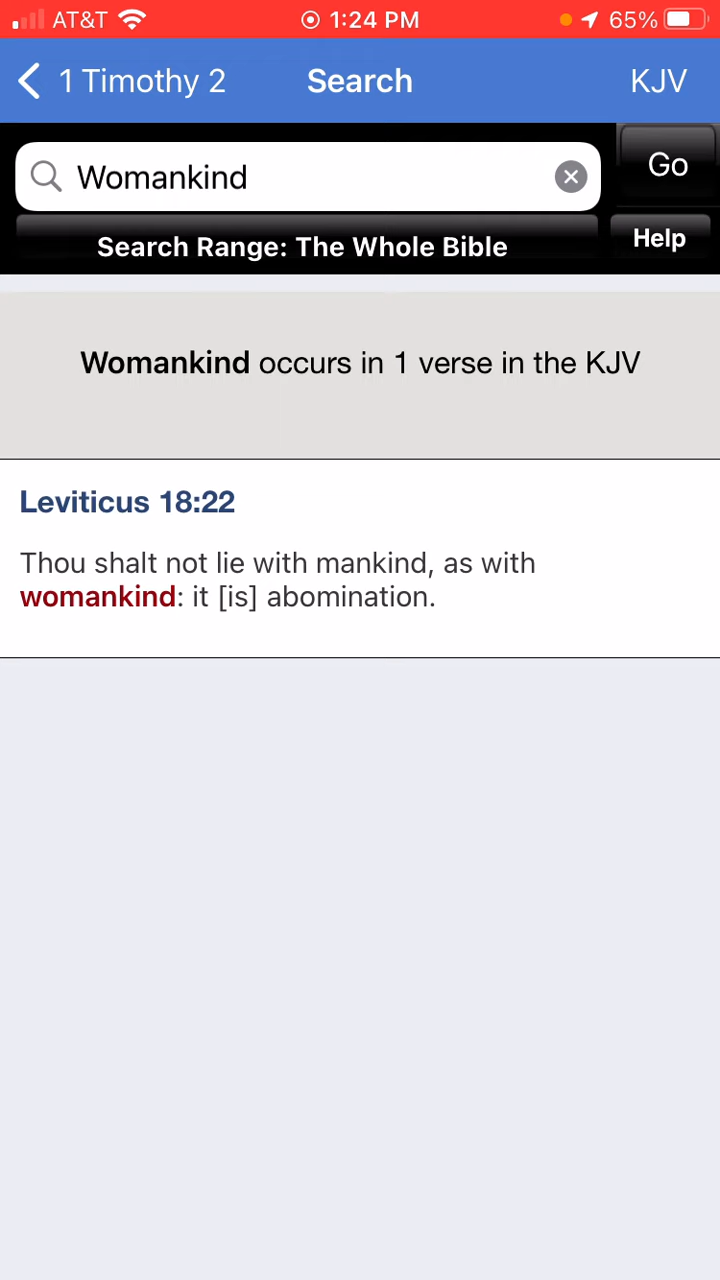 AT&T 1:24 PM 65%
1 Timothy 2 Search KJV
Womankind Go
Search Range: The Whole Bible Help
Womankind occurs in 1 verse in the KJV
Leviticus 18:22
Thou shalt not lie with mankind, as with
womankind: it [is] abomination.